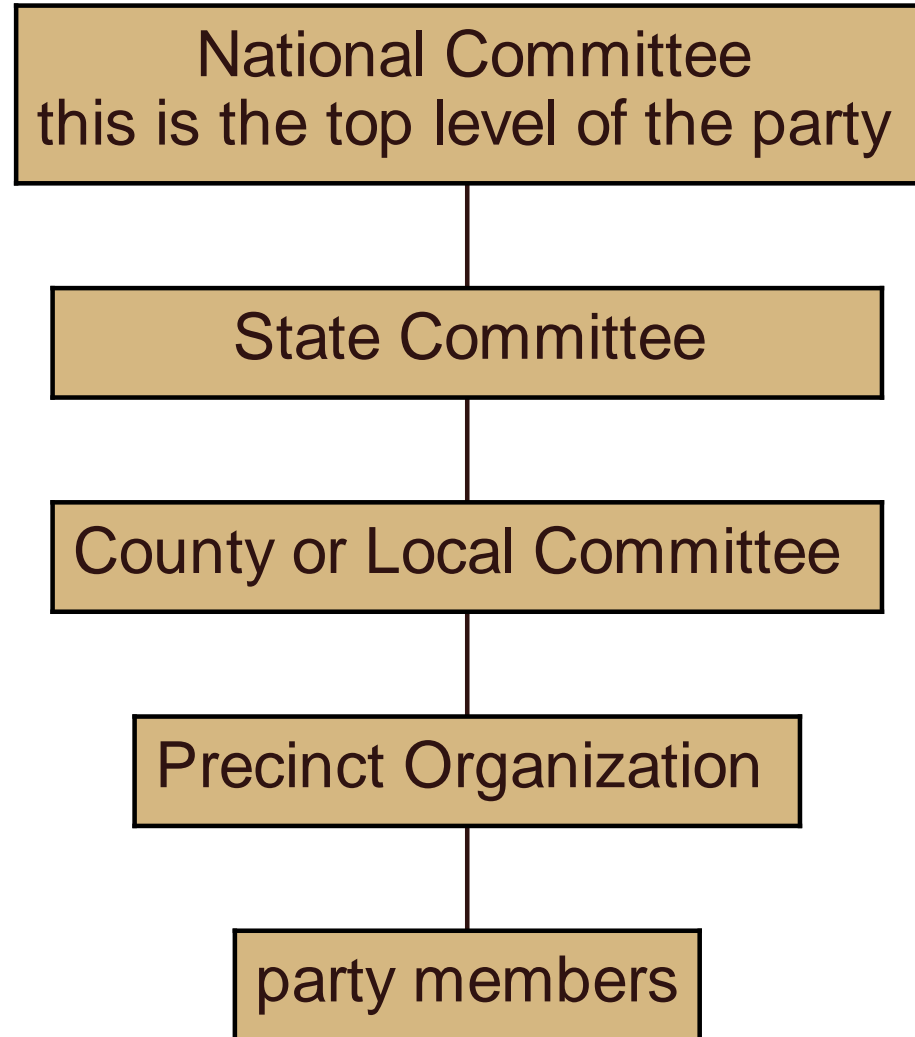 National Committee
this is the top level of the party
State Committee
County or Local Committee
Precinct Organization
party members